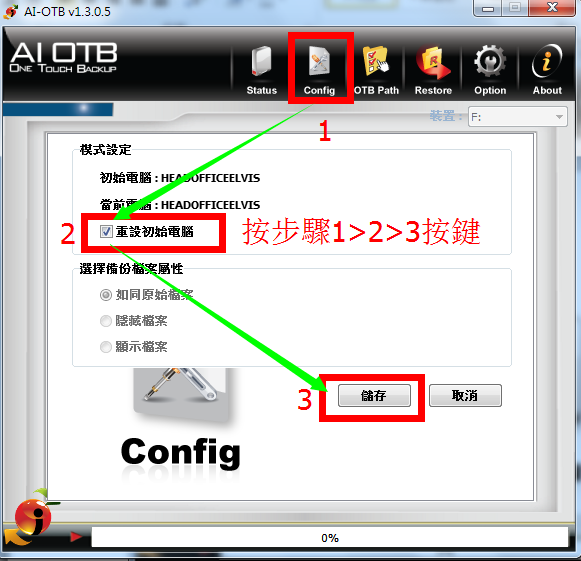 AI-OTB v1.3.0.5
AI OTB
ONE TOUCH BACKUP
Status
Config
OTB Path
Restore
Option
About
1
裝置：
F:
模式設定
初始電腦：HEADOFFICEELVIS
當前電腦：HEADOFFICEELVIS
2
重設初始電腦
按步驟1>2>3按鍵
選擇備份檔案屬性
如同原始檔案
隱藏檔案
顯示檔案
3
儲存
取消
Config
0%